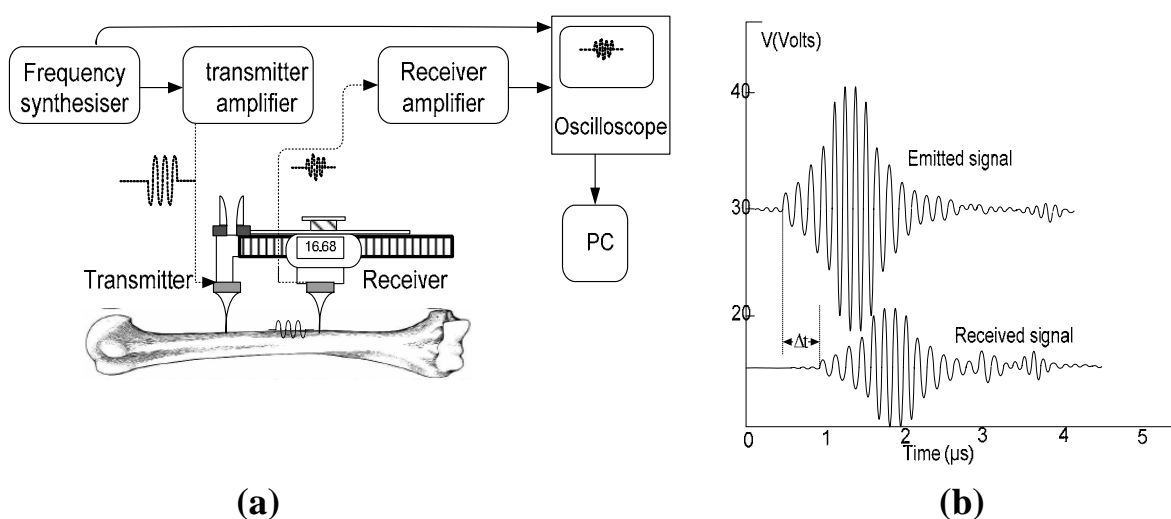 Frequency
synthesiser
transmitter
amplifier
Receiver
amplifier
Oscilloscope
PC
16.68
Transmitter
Receiver
(a)
V(Volts)
40
30
20
Emitted signal
Received signal
Δt
0 1 2 3 4 5
Time (µs)
(b)